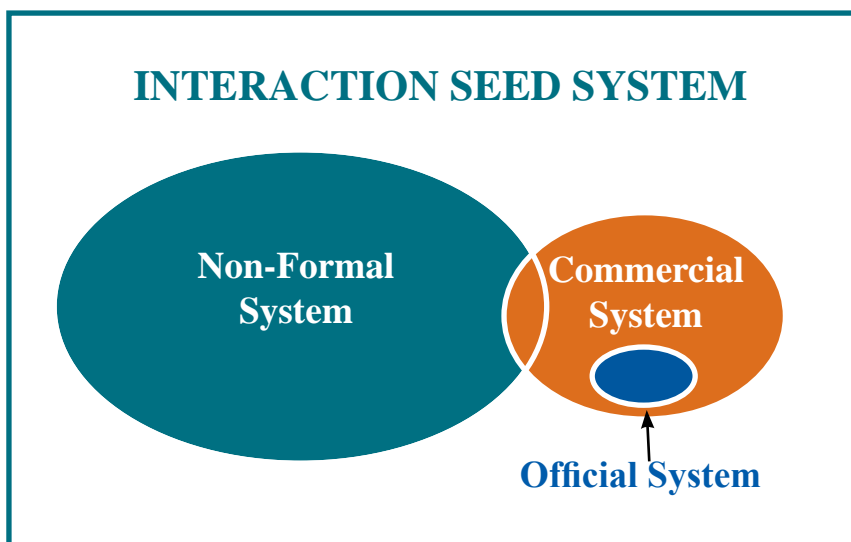 INTERACTION SEED SYSTEM
Non-Formal
System
Commercial
System
Official System